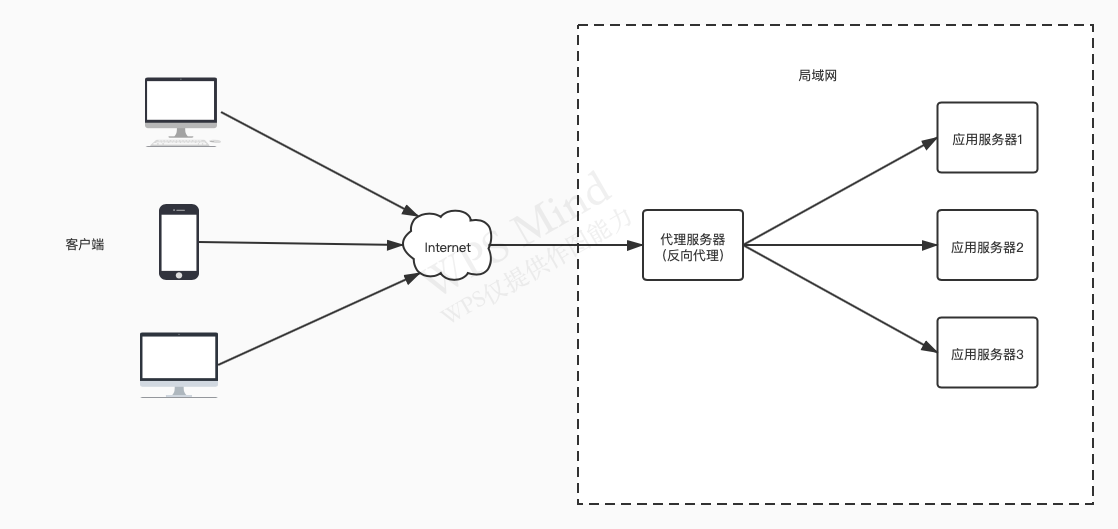 局域网
应用服务器1
客户端
Internet
代理服务器
（反向代理）
应用服务器2
应用服务器3
WPS Mind
WPS仅提供作图能力